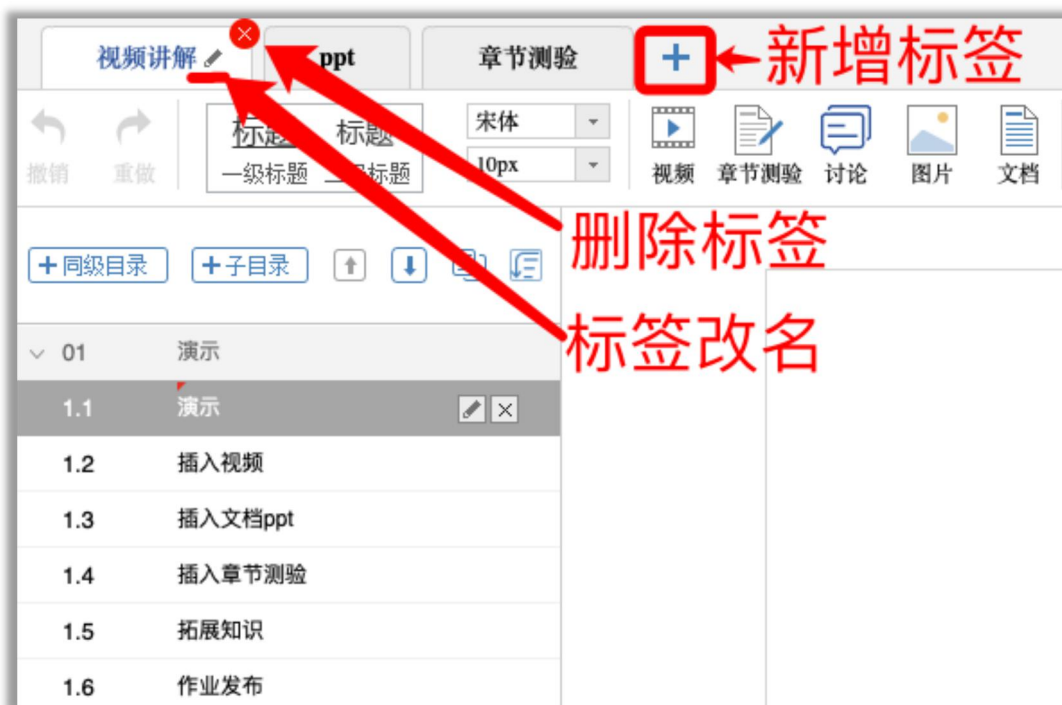 视频讲解 ppt 章节测验 新增标签
标题 标题 宋体
撤销 重做 一级标题 标题 10px 视频 章节测验 讨论 图片 文档
删除标签
同级目录 子目录
标签改名
01 演示
1.1 演示
1.2 插入视频
1.3 插入文档ppt
1.4 插入章节测验
1.5 拓展知识
1.6 作业发布